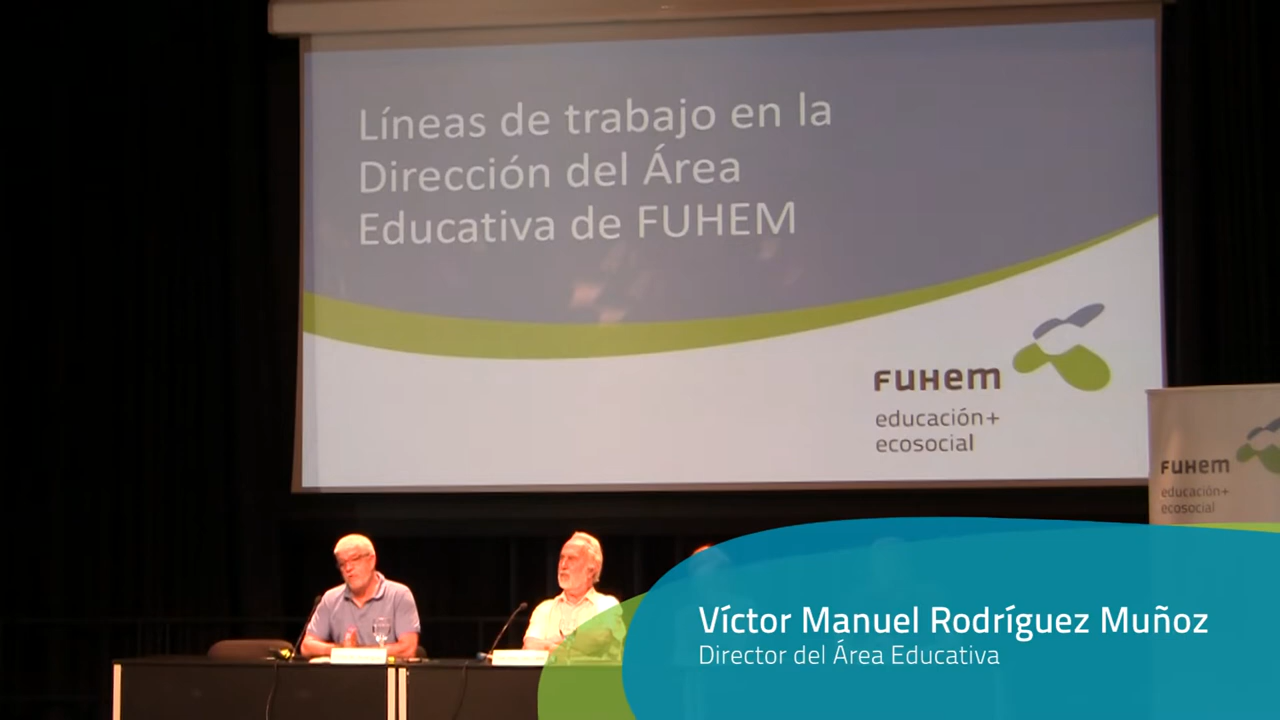 Líneas de trabajo en la
Dirección del Área
Educativa de FUHEM
FUHem
educación+
ecosocial
FUHem
educación+
ecosocial
Víctor Manuel Rodríguez Muñoz
Director del Área Educativa